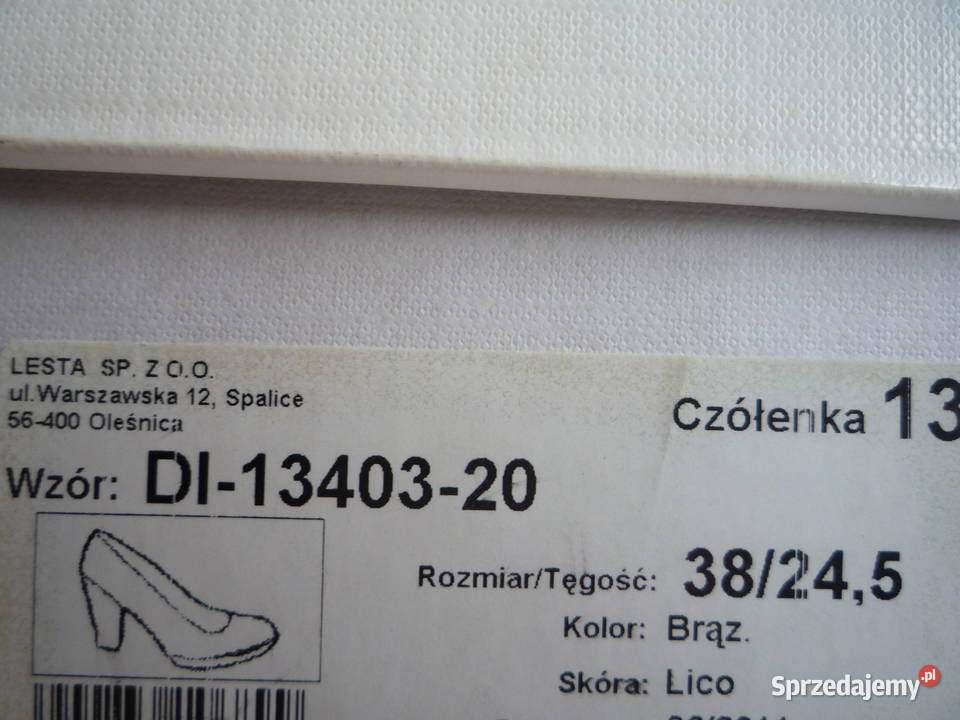 LESTA SP. Z O.O.
ul.Warszawska 12, Spalice
56-400 Oleśnica
Czółenka 13
Wzór: DI-13403-20
Rozmiar/Tęgość: 38/24,5
Kolor: Brąz.
Skóra: Lico
Sprzedajemy.pl